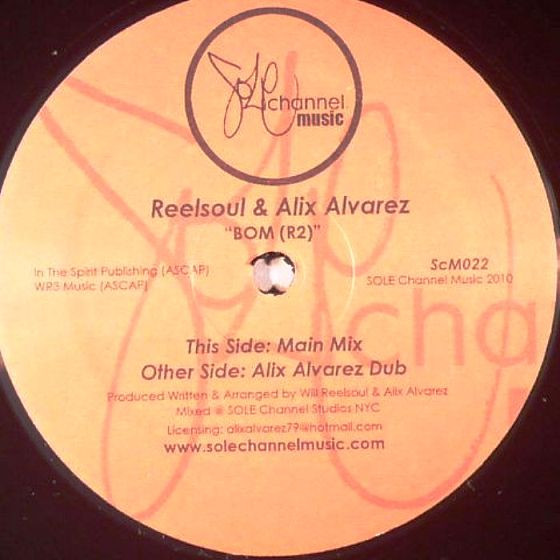 SOLE channel
music
Reelsoul & Alix Alvarez
"BOM (R2)"
In The Spirit Publishing (ASCAP)
WR3 Music (ASCAP)
ScM022
SOLE Channel Music 2010
cha
This Side: Main Mix
Other Side: Alix Alvarez Dub
Produced Written & Arranged by Will Reelsoul & Alix Alvarez
Mixed @ SOLE Channel Studios NYC
Licensing: alixalvarez79@hotmail.com
www.solechannelmusic.com